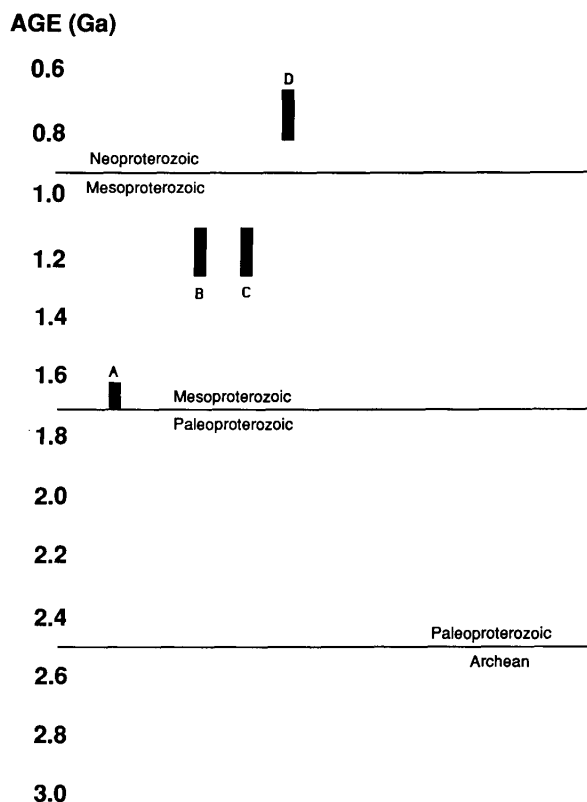 AGE (Ga)
0.6
D
0.8
Neoproterozoic
Mesoproterozoic
1.0
1.2
B C
1.4
1.6
A
Mesoproterozoic
Paleoproterozoic
1.8
2.0
2.2
2.4
Paleoproterozoic
Archean
2.6
2.8
3.0